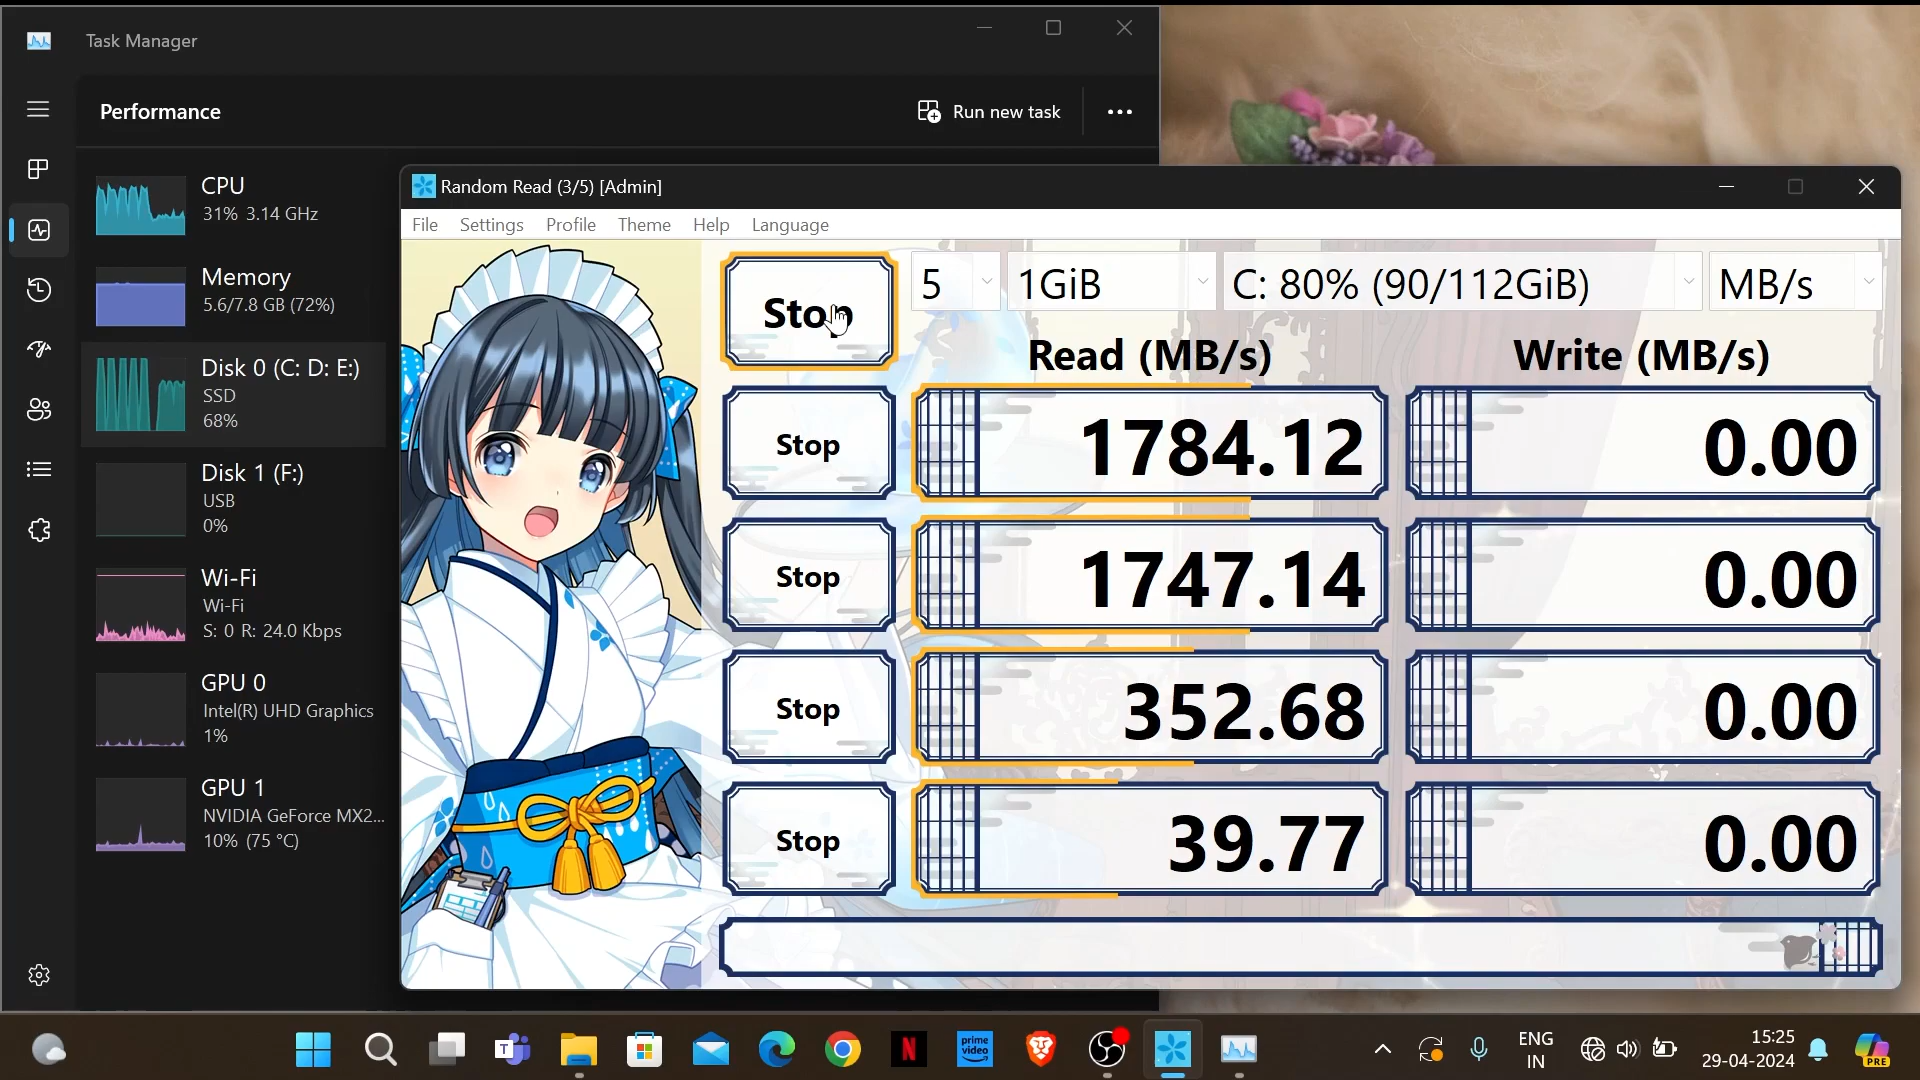 Task Manager
Performance
Run new task
CPU
31% 3.14 GHz
Memory
5.6/7.8 GB (72%)
Disk 0 (C: D: E:)
SSD
68%
Disk 1 (F:)
USB
0%
Wi-Fi
Wi-Fi
S: 0 R: 24.0 Kbps
GPU 0
Intel(R) UHD Graphics
1%
GPU 1
NVIDIA GeForce MX2...
10% (75 °C)
Random Read (3/5) [Admin]
File Settings Profile Theme Help Language
Stop 5 1GiB C: 80% (90/112GiB) MB/s
Read (MB/s) Write (MB/s)
Stop 1784.12 0.00
Stop 1747.14 0.00
Stop 352.68 0.00
Stop 39.77 0.00
T
N
prime video
ENG
IN
15:25
29-04-2024
PRE